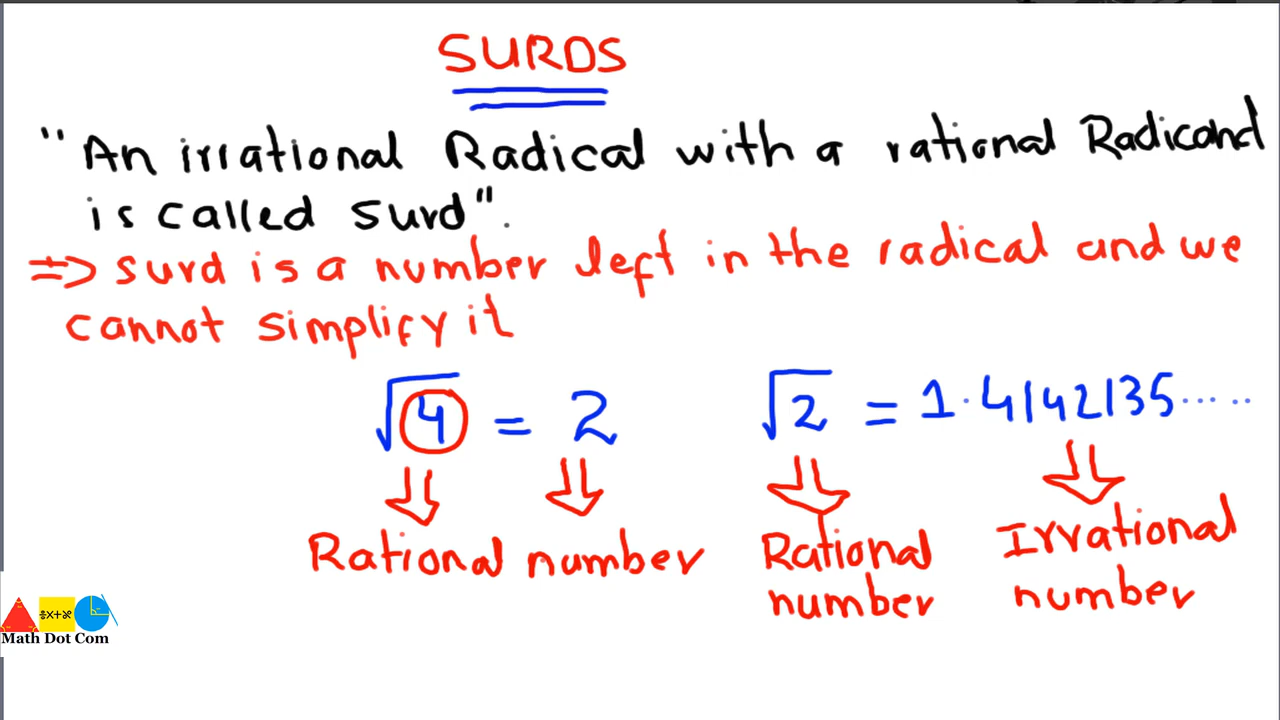 SURDS
"An irrational Radical with a rational Radicand
is called surd".
=> surd is a number left in the radical and we
cannot simplify it
√4 = 2 √2 = 1.4142135......
Rational number Rational number Irrational number
÷×+
Math Dot Com